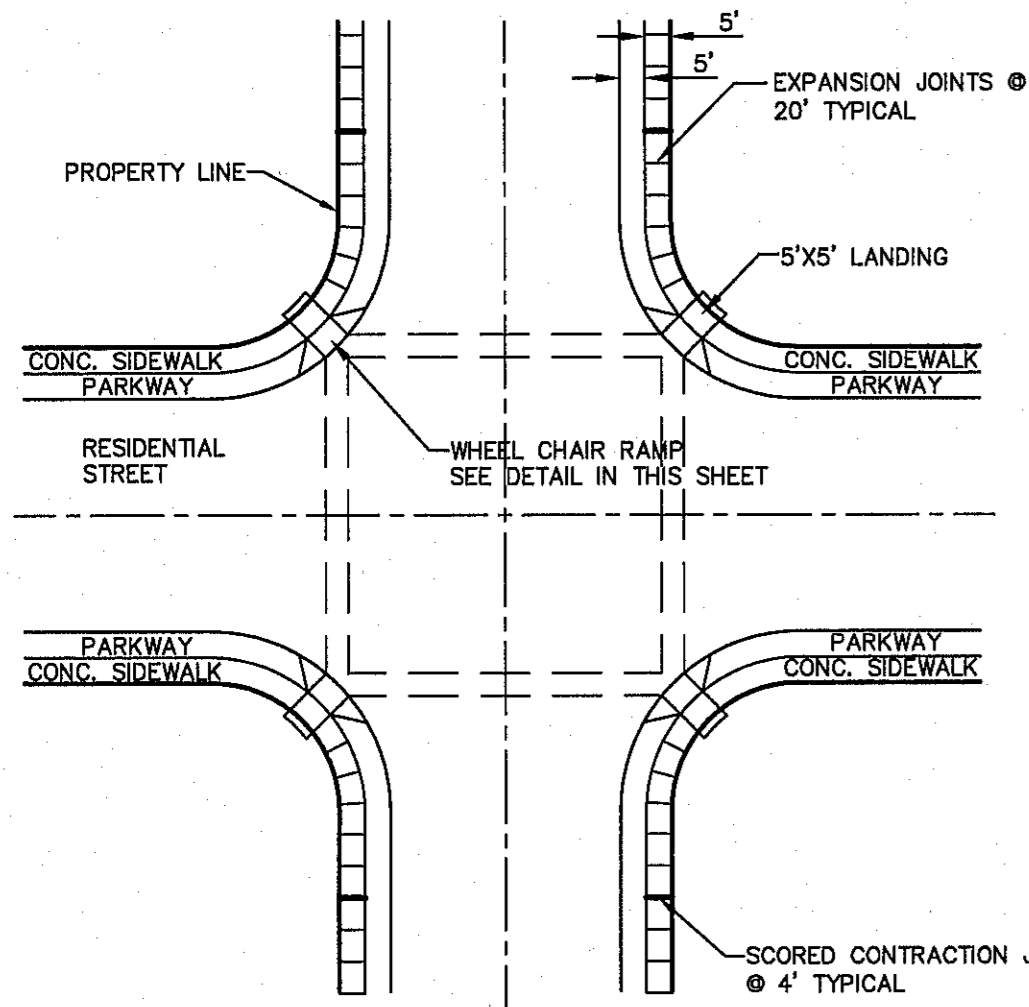 5'
5'
EXPANSION JOINTS @
20' TYPICAL
PROPERTY LINE
5'X5' LANDING
CONC. SIDEWALK
PARKWAY
CONC. SIDEWALK
PARKWAY
RESIDENTIAL
STREET
WHEEL CHAIR RAMP
SEE DETAIL IN THIS SHEET
PARKWAY
CONC. SIDEWALK
PARKWAY
CONC. SIDEWALK
SCORED CONTRACTION
@ 4' TYPICAL